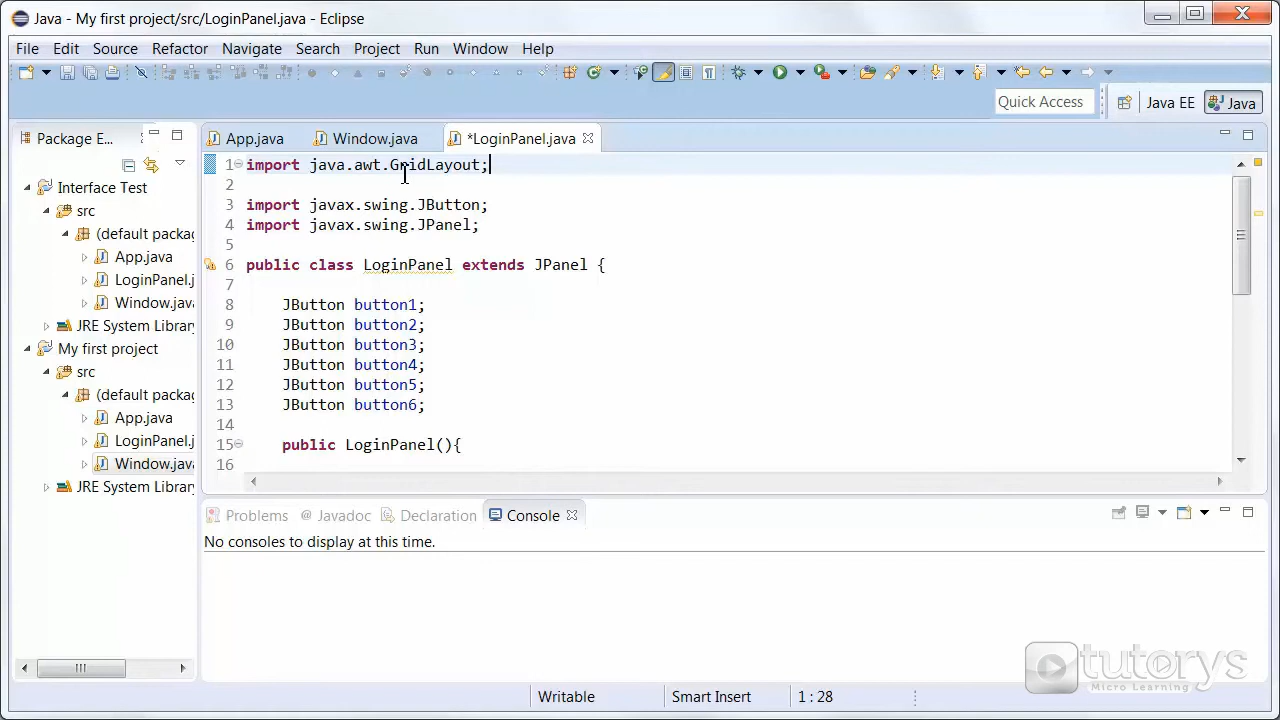 Java - My first project/src/LoginPanel.java - Eclipse
File Edit Source Refactor Navigate Search Project Run Window Help
Quick Access
Java EE
Java
Package E...
App.java
Window.java
*LoginPanel.java
Interface Test
src
(default packag
App.java
LoginPanel.j
Window.java
JRE System Library
My first project
src
(default packag
App.java
LoginPanel.j
Window.java
JRE System Library
1 import java.awt.GridLayout;
2
3 import javax.swing.JButton;
4 import javax.swing.JPanel;
5
6 public class LoginPanel extends JPanel {
7
8 JButton button1;
9 JButton button2;
10 JButton button3;
11 JButton button4;
12 JButton button5;
13 JButton button6;
14
15 public LoginPanel(){
16
Problems @ Javadoc Declaration Console
No consoles to display at this time.
Writable Smart Insert 1 : 28
tutorys
Micro Learning